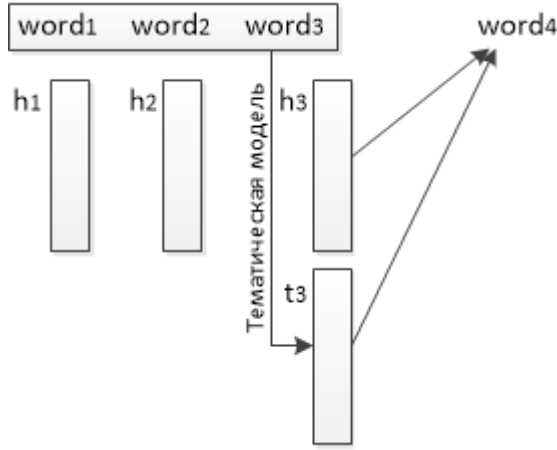 word1 word2 word3 word4
h1 h2 h3
Тематическая модель
t3